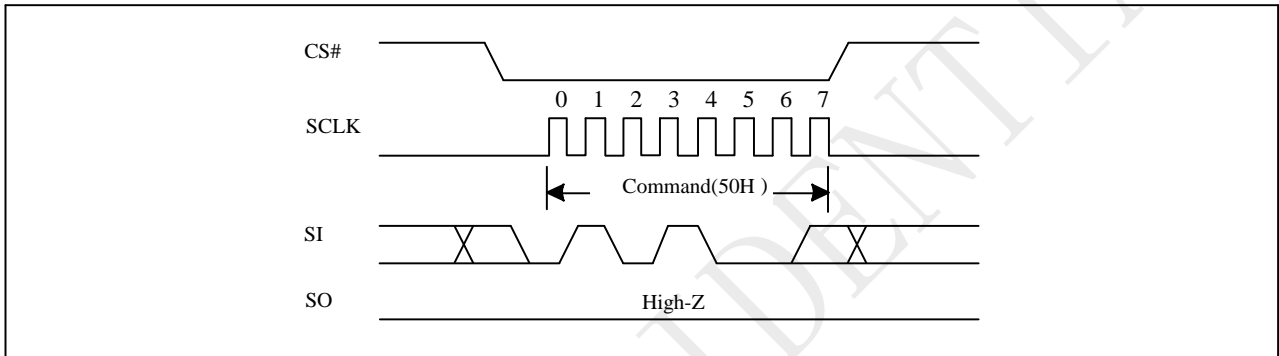 CS#
0 1 2 3 4 5 6 7
SCLK
Command(50H )
SI
SO High-Z